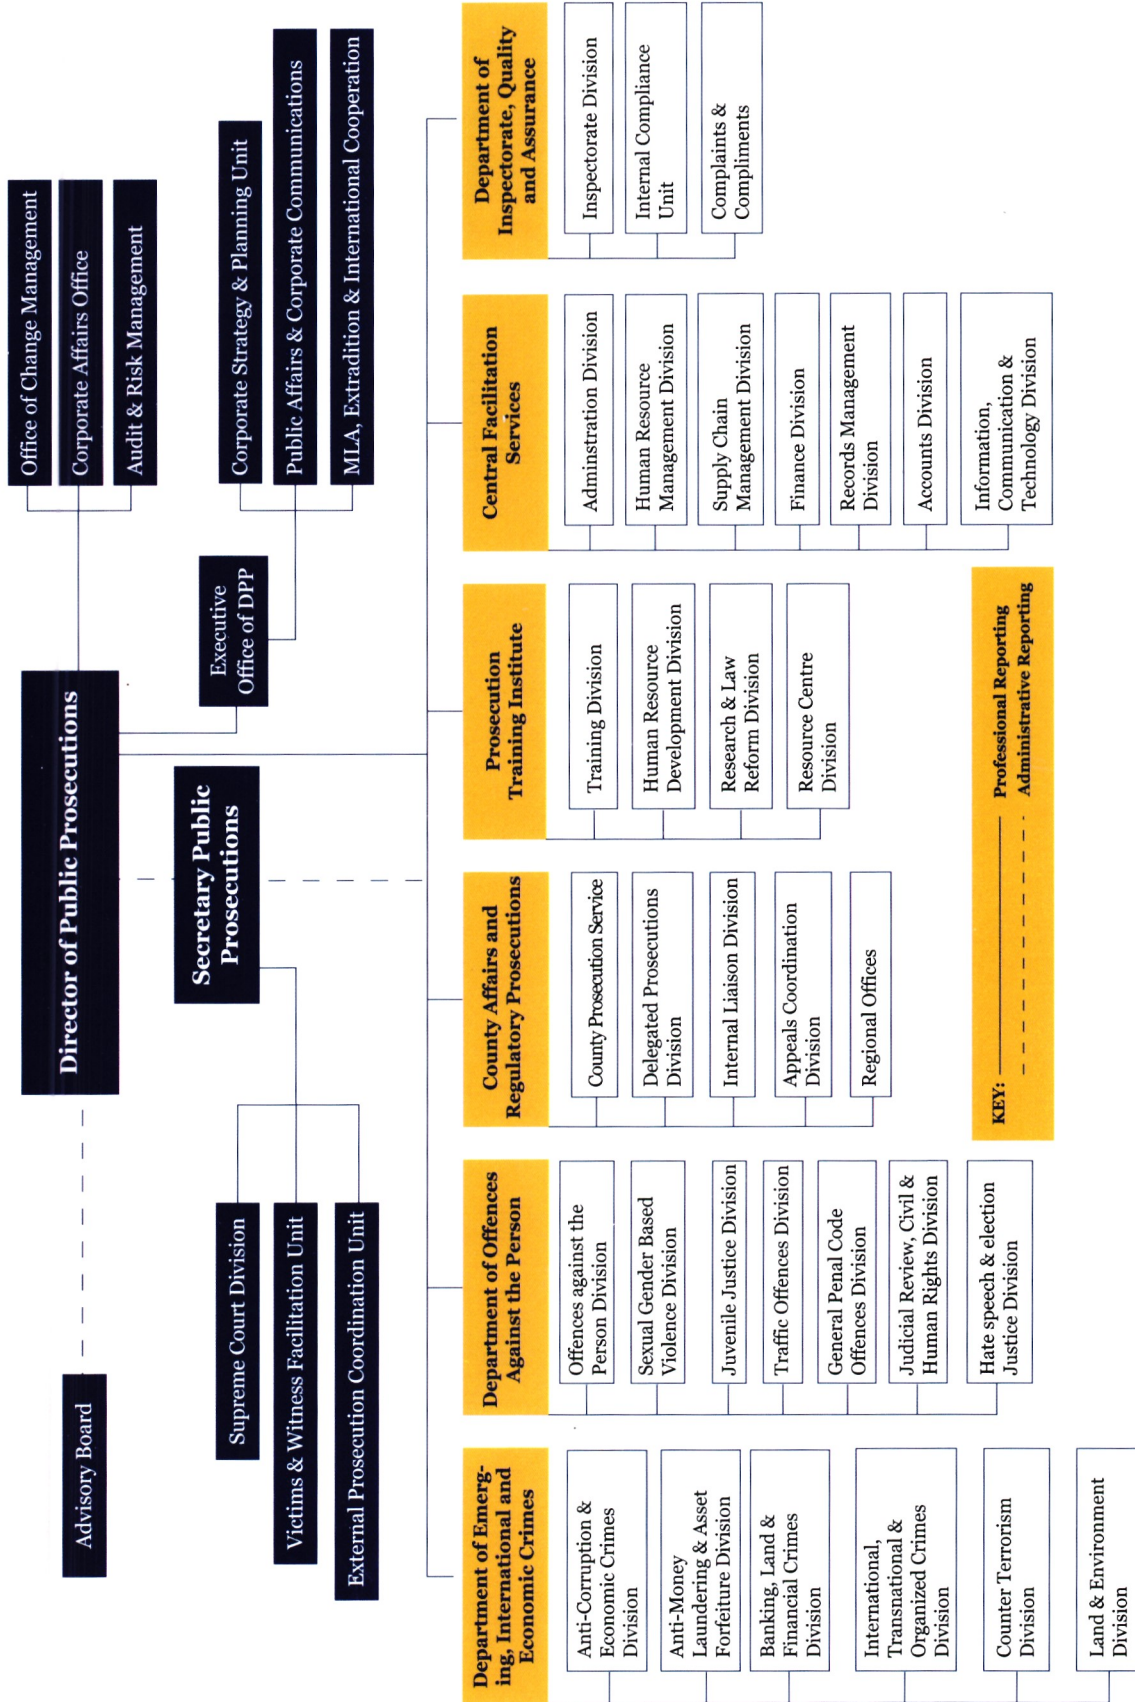 Director of Public Prosecutions
Advisory Board
Office of Change Management
Corporate Affairs Office
Audit & Risk Management
Secretary Public
Prosecutions
Executive
Office of DPP
Supreme Court Division
Victims & Witness Facilitation Unit
External Prosecution Coordination Unit
Corporate Strategy & Planning Unit
Public Affairs & Corporate Communications
MLA, Extradition & International Cooperation
Department of Emerg-
ing, International and
Economic Crimes
Anti-Corruption &
Economic Crimes
Division
Anti-Money
Laundering & Asset
Forfeiture Division
Banking, Land &
Financial Crimes
Division
International,
Transnational &
Organized Crimes
Division
Counter Terrorism
Division
Land & Environment
Division
Department of Offences
Against the Person
Offences against the
Person Division
Sexual Gender Based
Violence Division
Juvenile Justice Division
Traffic Offences Division
General Penal Code
Offences Division
Judicial Review, Civil &
Human Rights Division
Hate speech & election
Justice Division
County Affairs and
Regulatory Prosecutions
County Prosecution Service
Delegated Prosecutions
Division
Internal Liaison Division
Appeals Coordination
Division
Regional Offices
Prosecution
Training Institute
Training Division
Human Resource
Development Division
Research & Law
Reform Division
Resource Centre
Division
Central Facilitation
Services
Adminstration Division
Human Resource
Management Division
Supply Chain
Management Division
Finance Division
Records Management
Division
Accounts Division
Information,
Communication &
Technology Division
Department of
Inspectorate, Quality
and Assurance
Inspectorate Division
Internal Compliance
Unit
Complaints &
Compliments
KEY: Professional Reporting
Administrative Reporting